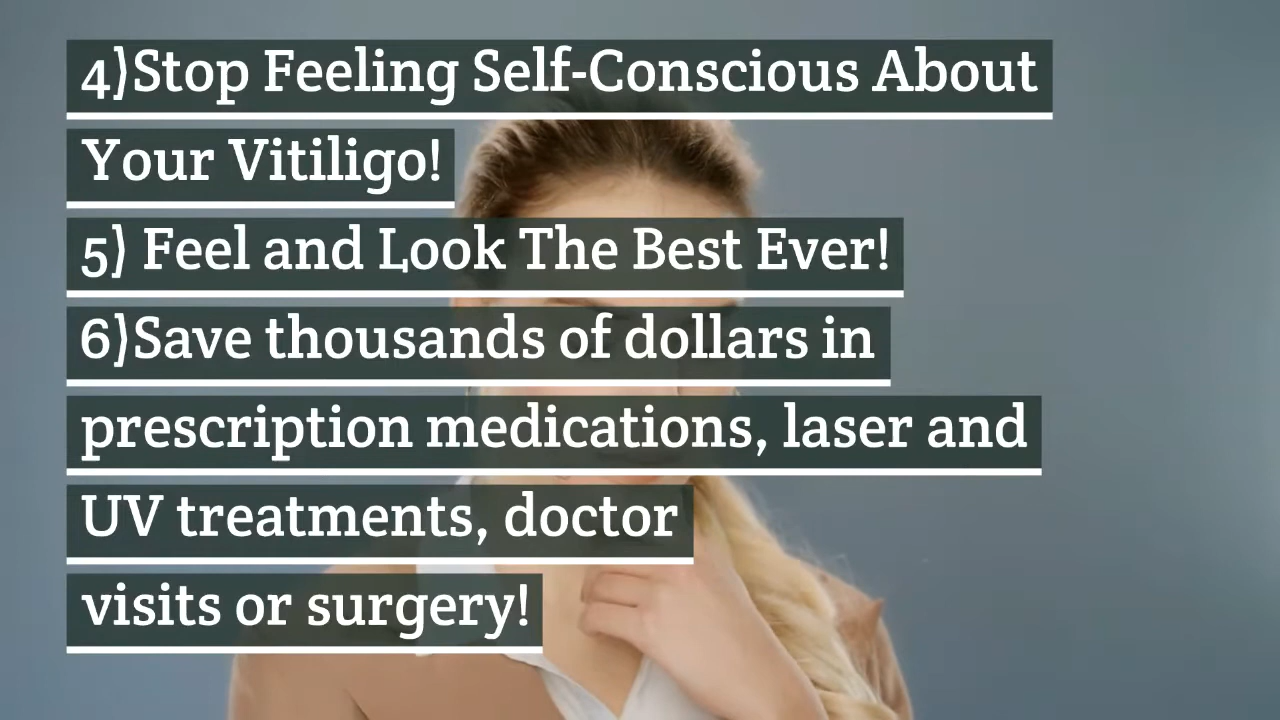 4)Stop Feeling Self-Conscious About
Your Vitiligo!
5) Feel and Look The Best Ever!
6)Save thousands of dollars in
prescription medications, laser and
UV treatments, doctor
visits or surgery!